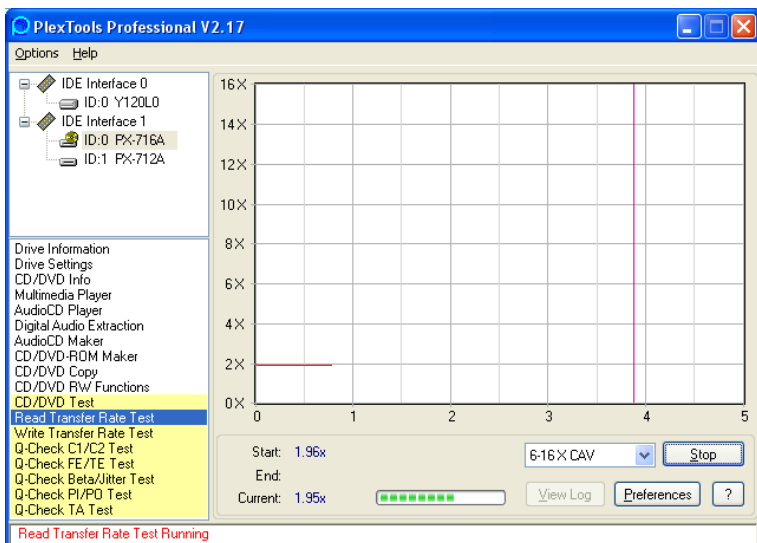 PlexTools Professional V2.17
Options Help
IDE Interface 0
ID:0 Y120L0
IDE Interface 1
ID:0 PX-716A
ID:1 PX-712A
Drive Information
Drive Settings
CD/DVD Info
Multimedia Player
AudioCD Player
Digital Audio Extraction
AudioCD Maker
CD/DVD-ROM Maker
CD/DVD Copy
CD/DVD RW Functions
CD/DVD Test
Read Transfer Rate Test
Write Transfer Rate Test
Q-Check C1/C2 Test
Q-Check FE/TE Test
Q-Check Beta/Jitter Test
Q-Check PI/PO Test
Q-Check TA Test
16X
14X
12X
10X
8X
6X
4X
2X
0X
0 1 2 3 4 5
Start: 1.96x
End:
Current: 1.95x
6-16X CAV
Stop
View Log
Preferences
?
Read Transfer Rate Test Running